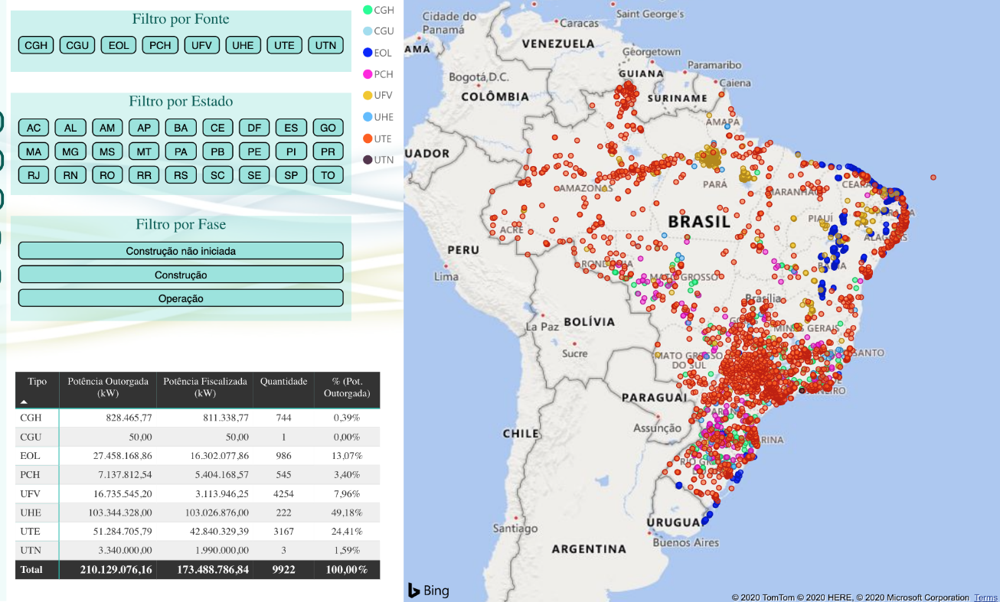 Filtro por Fonte
CGH CGU EOL PCH UFV UHE UTE UTN
Filtro por Estado
AC AL AM AP BA CE DF ES GO
MA MG MS MT PA PB PE PI PR
RJ RN RO RR RS SC SE SP TO
Filtro por Fase
Construção não iniciada
Construção
Operação
Tipo Potência Outorgada (kW) Potência Fiscalizada (kW) Quantidade % (Pot. Outorgada)
CGH 828.465,77 811.338,77 744 0,39%
CGU 50,00 50,00 1 0,00%
EOL 27.458.168,86 16.302.077,86 986 13,07%
PCH 7.137.812,54 5.404.168,57 545 3,40%
UFV 16.735.545,20 3.113.946,25 4254 7,96%
UHE 103.344.328,00 103.026.876,00 222 49,18%
UTE 51.284.705,79 42.840.329,39 3167 24,41%
UTN 3.340.000,00 1.990.000,00 3 1,59%
Total 210.129.076,16 173.488.786,84 9922 100,00%
CGH
CGU
EOL
PCH
UFV
UHE
UTE
UTN
Cidade do
Panamá
AMÁ
Saint George's
Caracas
VENEZUELA
Georgetown
GUIANA
Paramaribo
Caiena
SURINAME
Bogotá,D.C.
COLÔMBIA
AMAPÁ
UADOR
AMAZONAS
PARÁ
MARANHÃO
CEARÁ
PIAUÍ
ALAGOAS
ACRE
BRASIL
PERU
Lima
RONDÔNIA
MATO GROSSO
BAHIA
Brasília
La Paz
BOLÍVIA
Sucre
MINAS GERAIS
SANTO
MATO GROSSO
DO SUL
JANEIRO
PARAGUAI
Assunção
PARANÁ
CHILE
RINA
RIO GR
Santiago
URUGUAI
Buenos Aires
ARGENTINA
Bing
© 2020 TomTom © 2020 HERE, © 2020 Microsoft Corporation Terms